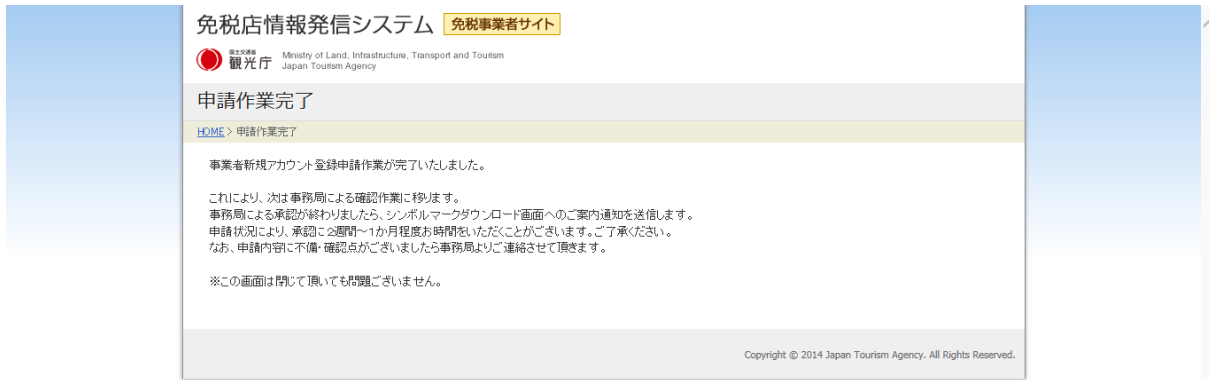 免税店情報発信システム 免税事業者サイト
国土交通省
観光庁
Ministry of Land, Infrastructure, Transport and Tourism
Japan Tourism Agency
申請作業完了
HOME > 申請作業完了
事業者新規アカウント登録申請作業が完了いたしました。
これにより、次は事務局による確認作業に移ります。
事務局による承認が終わりましたら、シンボルマークダウンロード画面へのご案内通知を送信します。
申請状況により、承認に2週間～1か月程度お時間をいただくことがございます。ご了承ください。
なお、申請内容に不備・確認点がございましたら事務局よりご連絡させて頂きます。
※この画面は閉じて頂いても問題ございません。
Copyright © 2014 Japan Tourism Agency. All Rights Reserved.